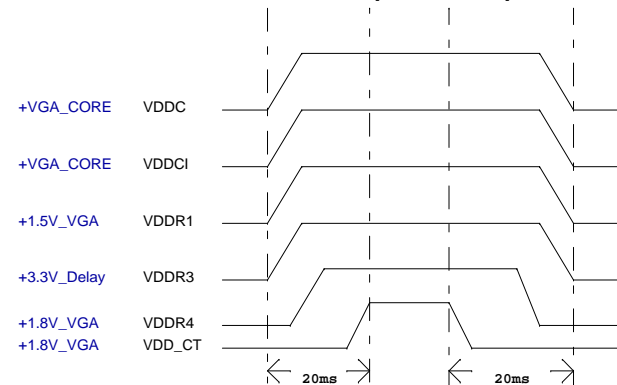 +VGA_CORE VDDC
+VGA_CORE VDDCI
+1.5V_VGA VDDR1
+3.3V_Delay VDDR3
+1.8V_VGA VDDR4
+1.8V_VGA VDD_CT
20ms 20ms